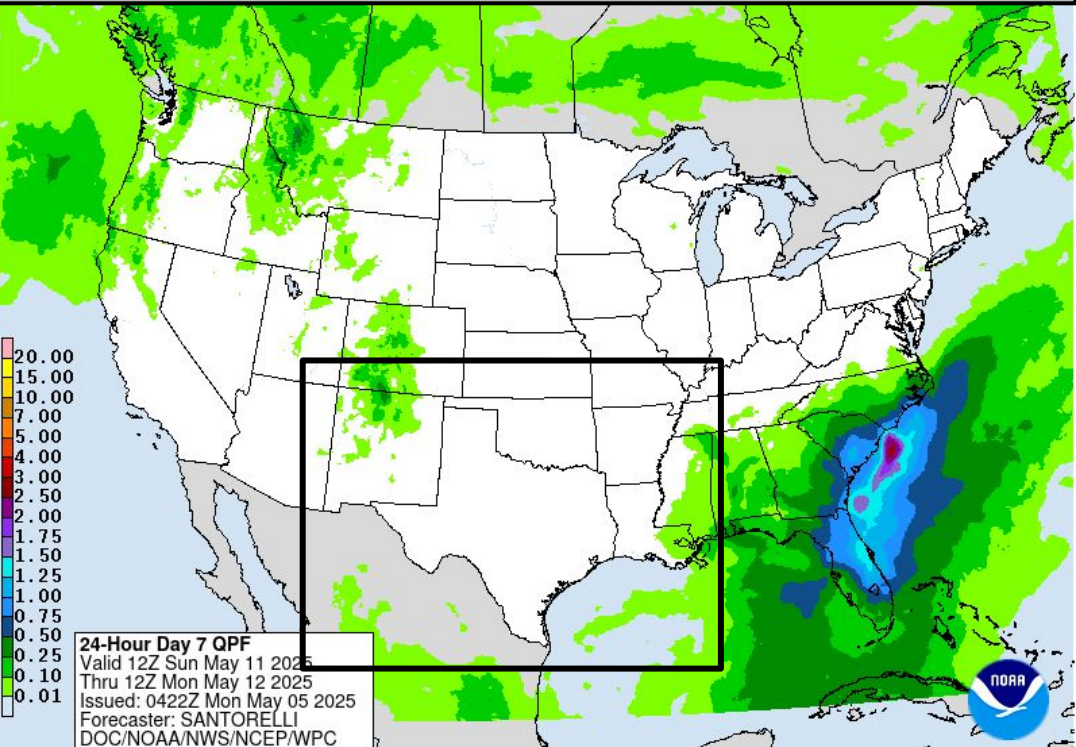 20.00
15.00
10.00
7.00
5.00
4.00
3.00
2.50
2.00
1.75
1.50
1.25
1.00
0.75
0.50
0.25
0.10
0.01
24-Hour Day 7 QPF
Valid 12Z Sun May 11 2025
Thru 12Z Mon May 12 2025
Issued: 0422Z Mon May 05 2025
Forecaster: SANTORELLI
DOC/NOAA/NWS/NCEP/WPC
NOAA